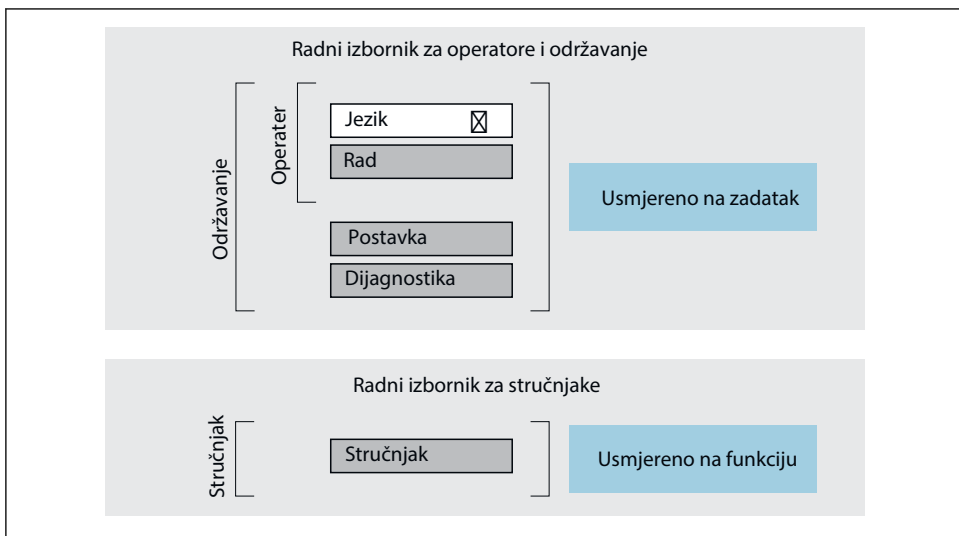 Radni izbornik za operatore i održavanje
Održavanje
Operater
Jezik
Rad
Postavka
Dijagnostika
Usmjereno na zadatak
Radni izbornik za stručnjake
Stručnjak
Stručnjak
Usmjereno na funkciju